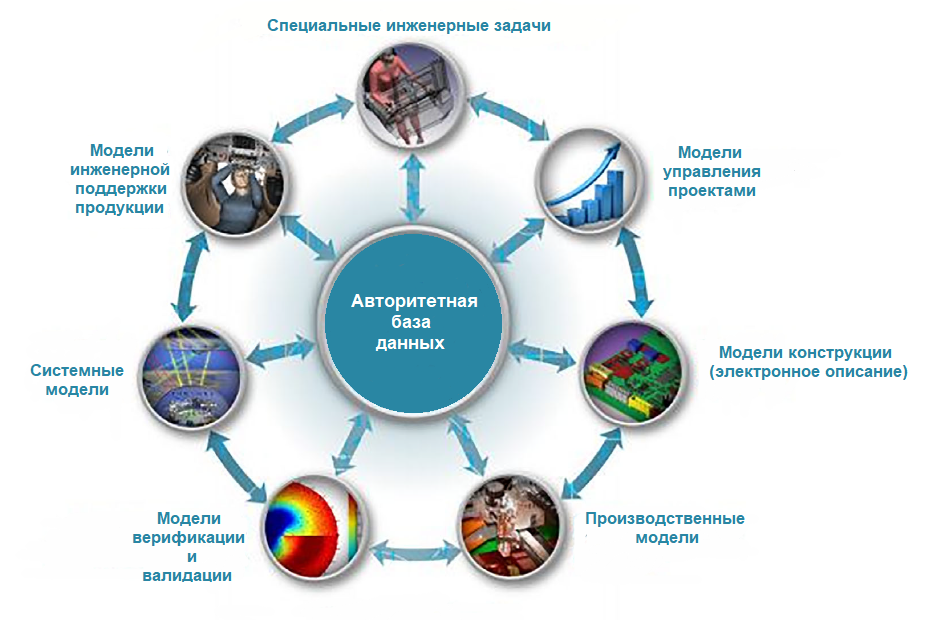 Специальные инженерные задачи
Модели
инженерной
поддержки
продукции
Модели
управления
проектами
Авторитетная
база
данных
Системные
модели
Модели конструкции
(электронное описание)
Модели
верификации
и
валидации
Производственные
модели